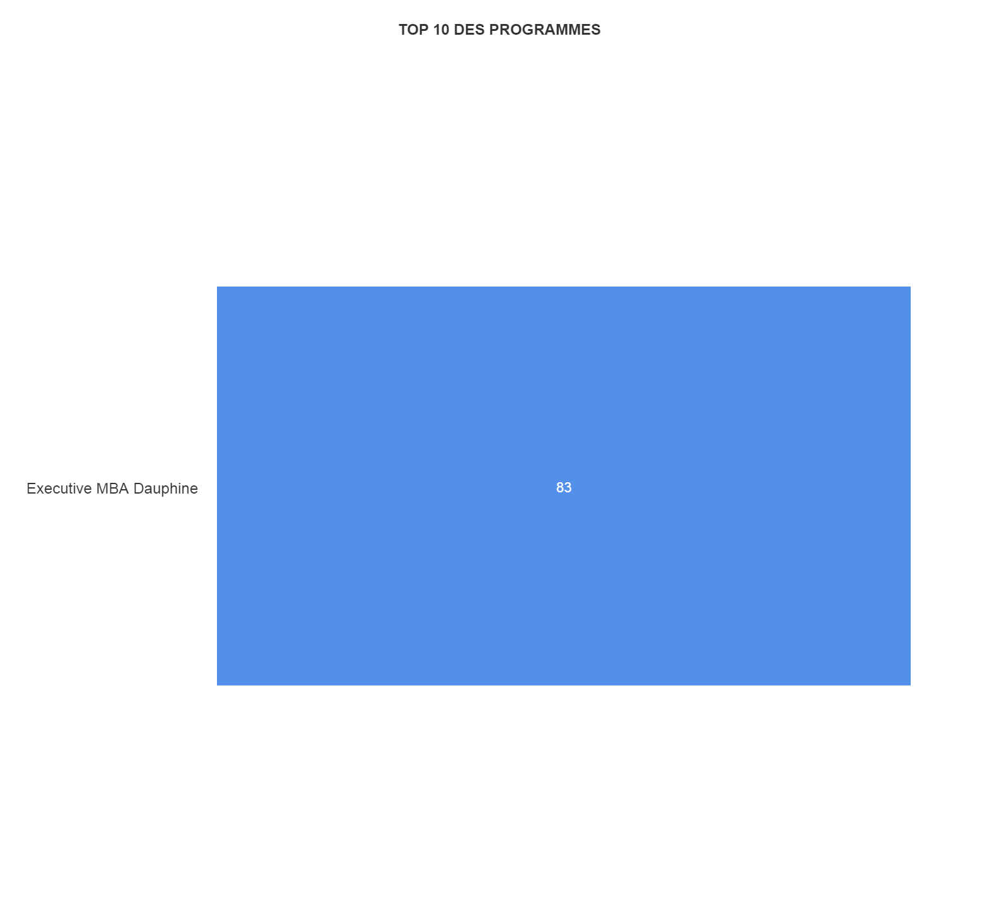 TOP 10 DES PROGRAMMES
Executive MBA Dauphine
83